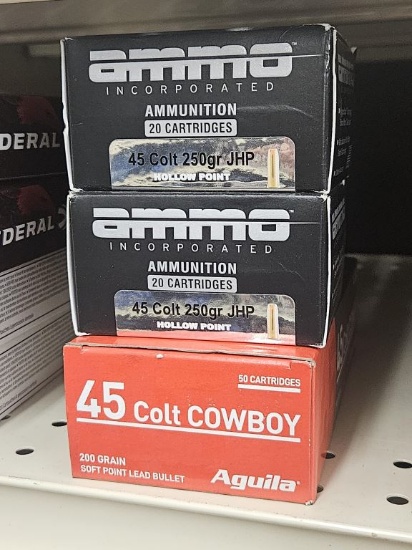 ammo
INCORPORATED
AMMUNITION
20 CARTRIDGES
45 Colt 250gr JHP
HOLLOW POINT
DERAL
ammo
INCORPORATED
AMMUNITION
20 CARTRIDGES
45 Colt 250gr JHP
HOLLOW POINT
DERAL
50 CARTRIDGES
45 Colt COWBOY
200 GRAIN
SOFT POINT LEAD BULLET
Aguila